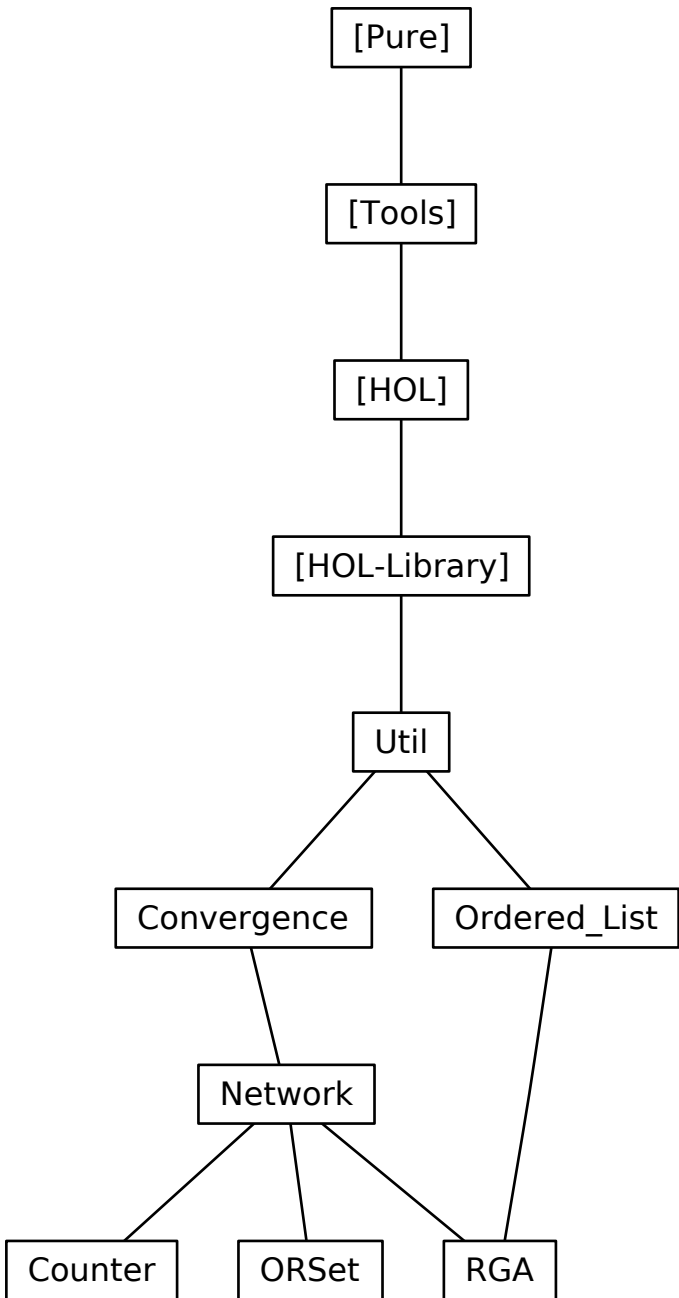 [Pure]
[Tools]
[HOL]
[HOL-Library]
Util
Convergence
Ordered_List
Network
Counter
ORSet
RGA